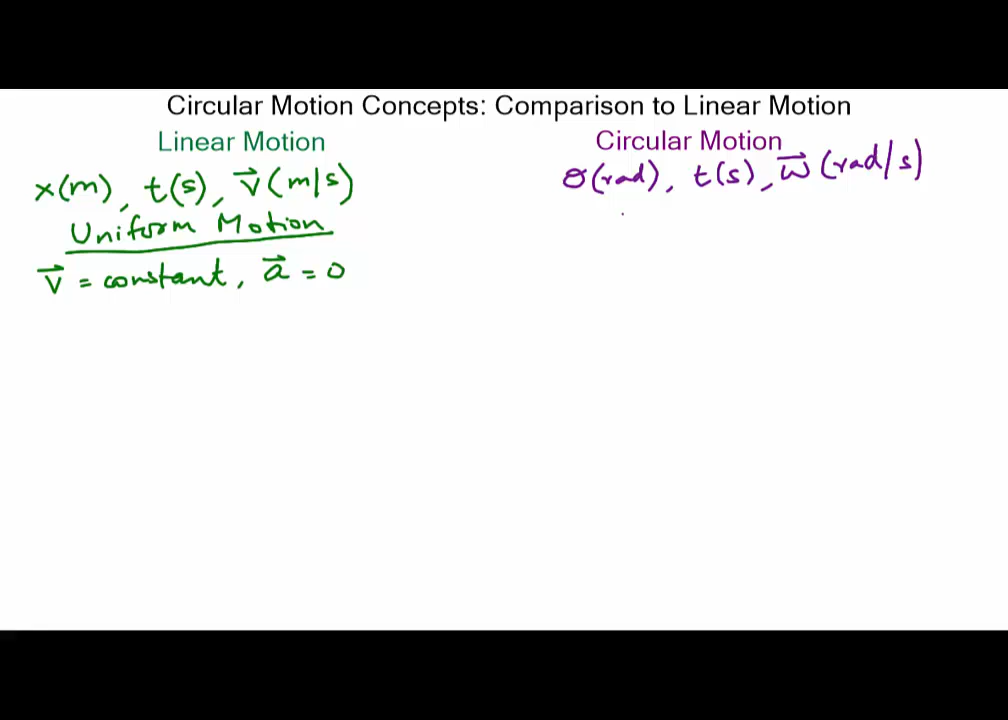 Circular Motion Concepts: Comparison to Linear Motion
Linear Motion
x(m), t(s), v⃗(m/s)
Uniform Motion
v⃗ = constant, a⃗ = 0
Circular Motion
θ(rad), t(s), ω⃗(rad/s)